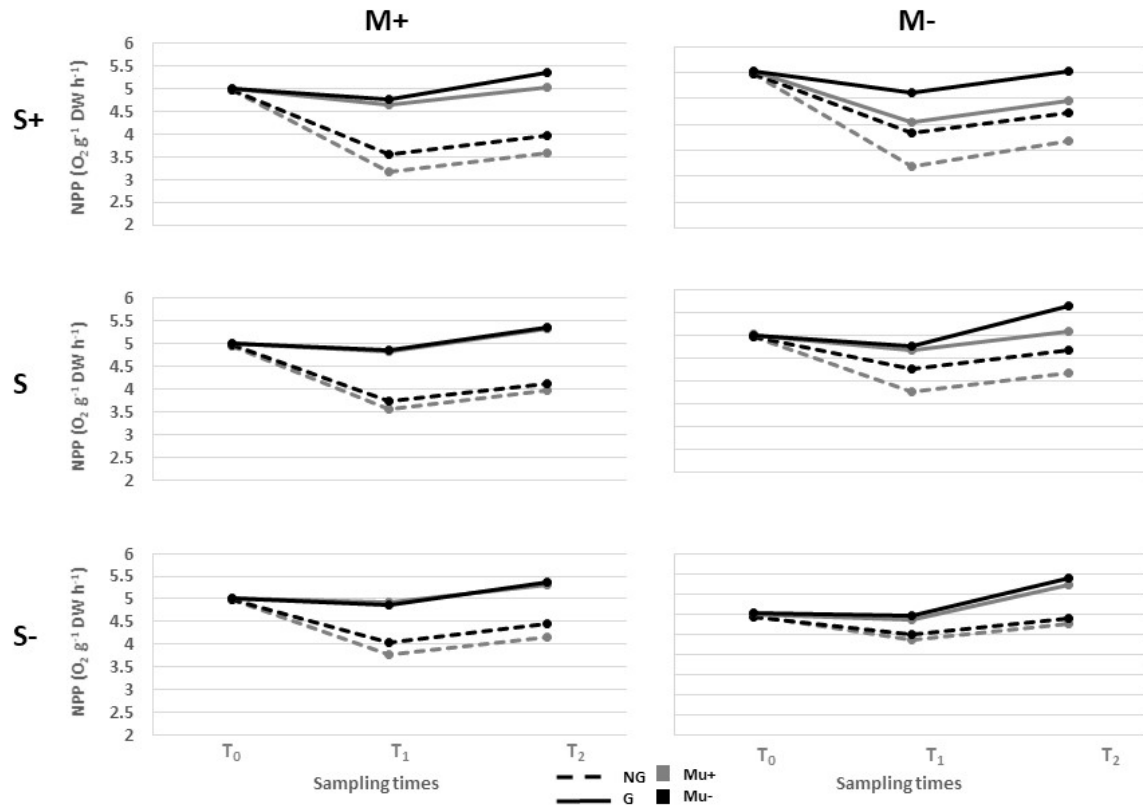 M+
M-
S+
NPP (O₂ g⁻¹ DW h⁻¹)
6
5.5
5
4.5
4
3.5
3
2.5
2
S
NPP (O₂ g⁻¹ DW h⁻¹)
6
5.5
5
4.5
4
3.5
3
2.5
2
S-
NPP (O₂ g⁻¹ DW h⁻¹)
6
5.5
5
4.5
4
3.5
3
2.5
2
T₀ T₁ T₂
Sampling times
T₀ T₁ T₂
Sampling times
NG Mu+
G Mu-